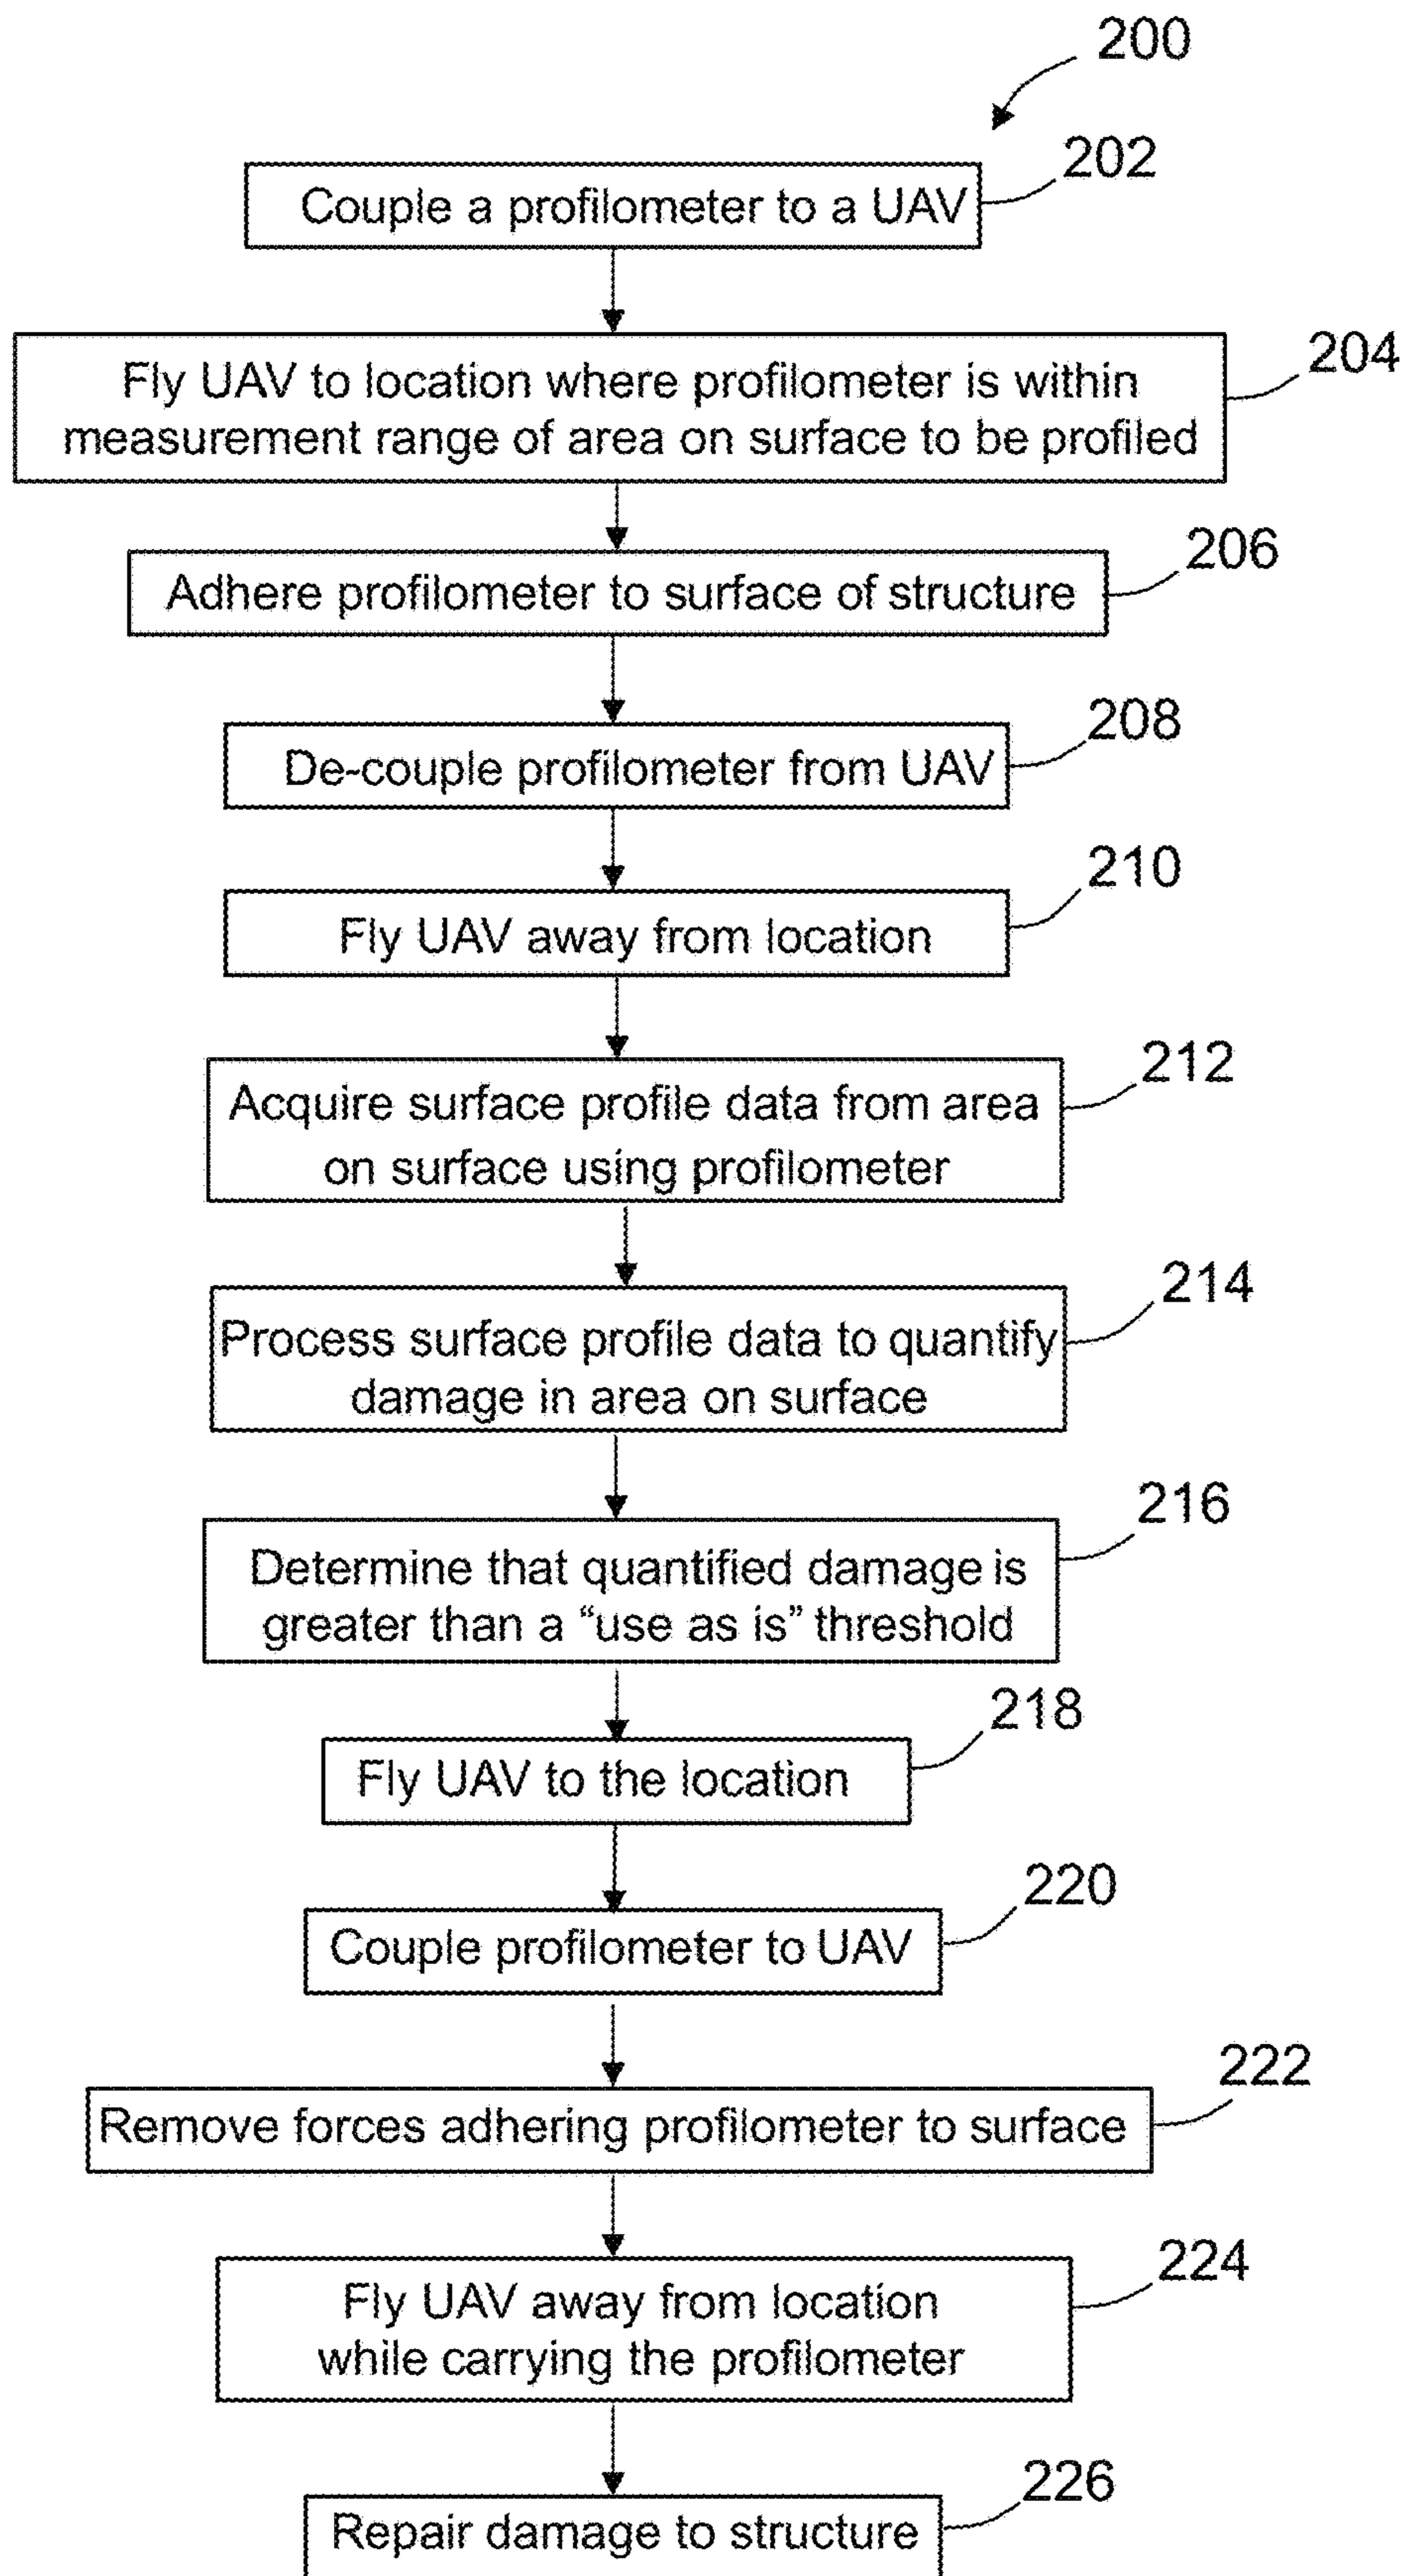 200
202
Couple a profilometer to a UAV
204
Fly UAV to location where profilometer is within
measurement range of area on surface to be profiled
206
Adhere profilometer to surface of structure
208
De-couple profilometer from UAV
210
Fly UAV away from location
212
Acquire surface profile data from area
on surface using profilometer
214
Process surface profile data to quantify
damage in area on surface
216
Determine that quantified damage is
greater than a “use as is” threshold
218
Fly UAV to the location
220
Couple profilometer to UAV
222
Remove forces adhering profilometer to surface
224
Fly UAV away from location
while carrying the profilometer
226
Repair damage to structure